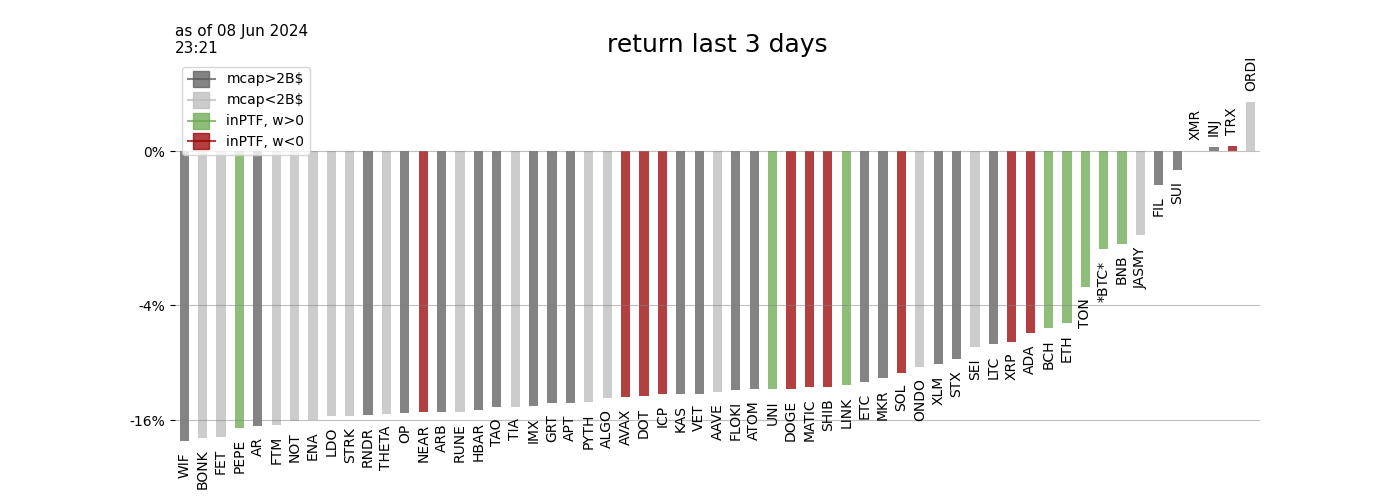 as of 08 Jun 2024
23:21
return last 3 days
mcap>2B$
mcap<2B$
inPTF, w>0
inPTF, w<0
0%
-4%
-16%
WIF
BONK
FET
PEPE
AR
FTM
NOT
ENA
LDO
STRK
RNDR
THETA
OP
NEAR
ARB
RUNE
HBAR
TAO
TIA
IMX
GRT
APT
PYTH
ALGO
AVAX
DOT
ICP
KAS
VET
AAVE
FLOKI
ATOM
UNI
DOGE
MATIC
SHIB
LINK
ETC
MKR
SOL
ONDO
XLM
STX
SEI
LTC
XRP
ADA
BCH
ETH
TON
*BTC*
BNB
JASMY
FIL
SUI
XMR
INJ
TRX
ORDI